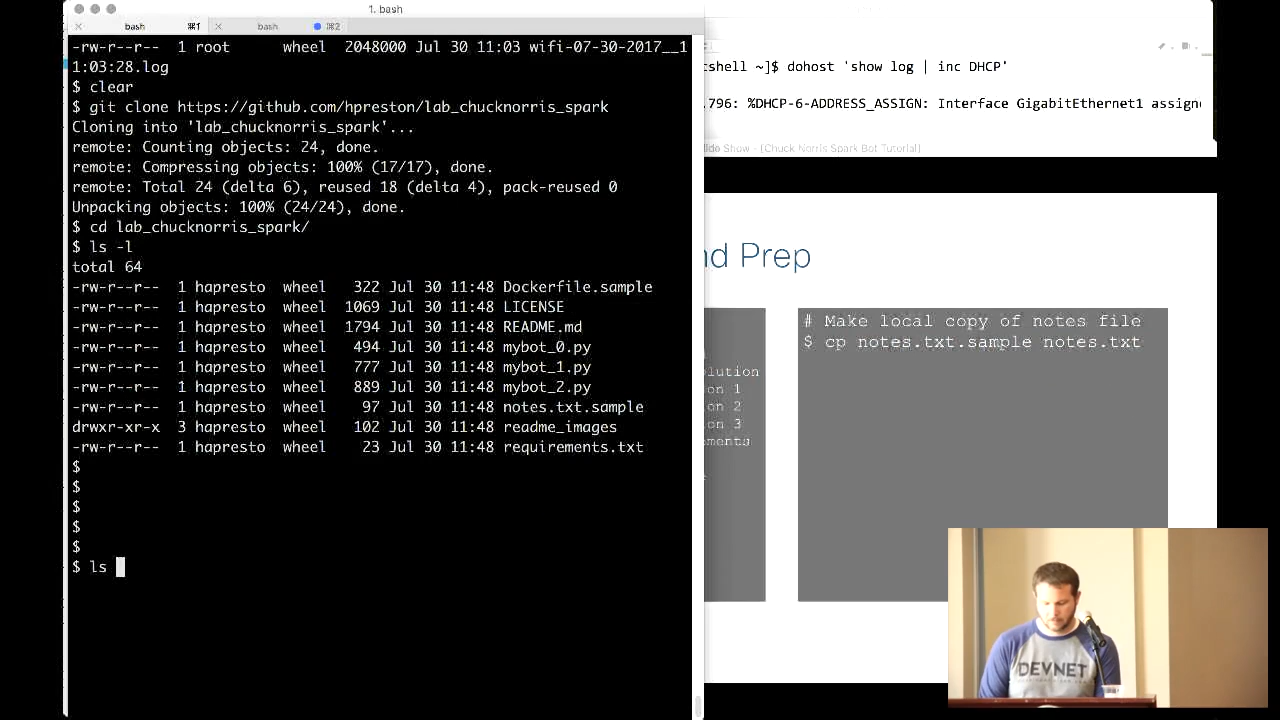 1. bash
bash ⌘1
bash ⌘2
-rw-r--r-- 1 root wheel 2048000 Jul 30 11:03 wifi-07-30-2017__1
1:03:28.log
$ clear
$ git clone https://github.com/hpreston/lab_chucknorris_spark
Cloning into 'lab_chucknorris_spark'...
remote: Counting objects: 24, done.
remote: Compressing objects: 100% (17/17), done.
remote: Total 24 (delta 6), reused 18 (delta 4), pack-reused 0
Unpacking objects: 100% (24/24), done.
$ cd lab_chucknorris_spark/
$ ls -l
total 64
-rw-r--r-- 1 hapresto wheel 322 Jul 30 11:48 Dockerfile.sample
-rw-r--r-- 1 hapresto wheel 1069 Jul 30 11:48 LICENSE
-rw-r--r-- 1 hapresto wheel 1794 Jul 30 11:48 README.md
-rw-r--r-- 1 hapresto wheel 494 Jul 30 11:48 mybot_0.py
-rw-r--r-- 1 hapresto wheel 777 Jul 30 11:48 mybot_1.py
-rw-r--r-- 1 hapresto wheel 889 Jul 30 11:48 mybot_2.py
-rw-r--r-- 1 hapresto wheel 97 Jul 30 11:48 notes.txt.sample
drwxr-xr-x 3 hapresto wheel 102 Jul 30 11:48 readme_images
-rw-r--r-- 1 hapresto wheel 23 Jul 30 11:48 requirements.txt
$
$
$
$
$
$ ls
tshell ~]$ dohost 'show log | inc DHCP'
.796: %DHCP-6-ADDRESS_ASSIGN: Interface GigabitEthernet1 assigne
lide Show - [Chuck Norris Spark Bot Tutorial]
nd Prep
olution
on 1
on 2
on 3
ements
# Make local copy of notes file
$ cp notes.txt.sample notes.txt
DEVNET